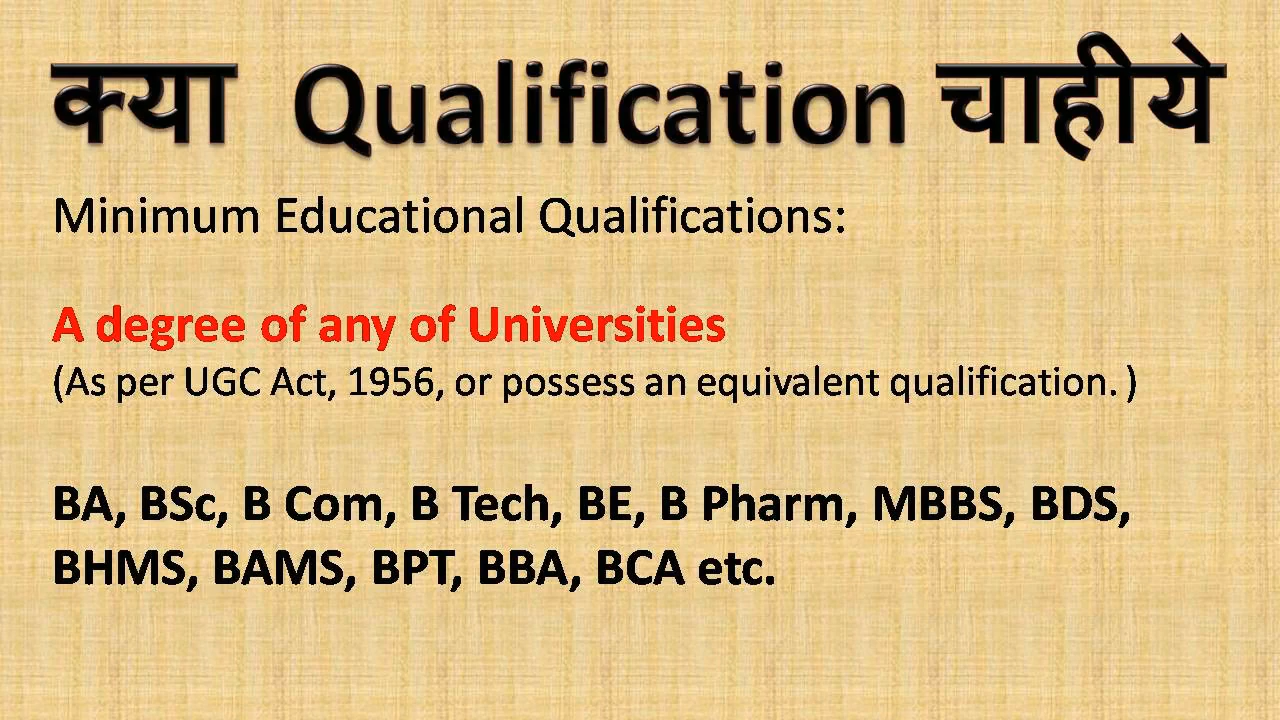 क्या Qualification चाहीये
Minimum Educational Qualifications:
A degree of any of Universities
(As per UGC Act, 1956, or possess an equivalent qualification. )
BA, BSc, B Com, B Tech, BE, B Pharm, MBBS, BDS,
BHMS, BAMS, BPT, BBA, BCA etc.